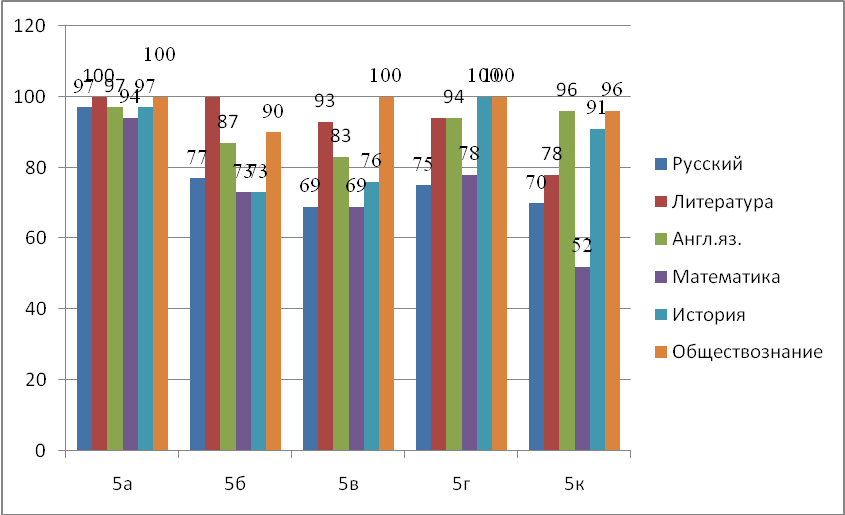 120
100
80
60
40
20
0
97 100 97 94 97 100
77 87 73 73 90
69 93 83 69 76 100
75 94 78 100 100
70 78 96 52 91 96
5а 5б 5в 5г 5к
Русский
Литература
Англ.яз.
Математика
История
Обществознание